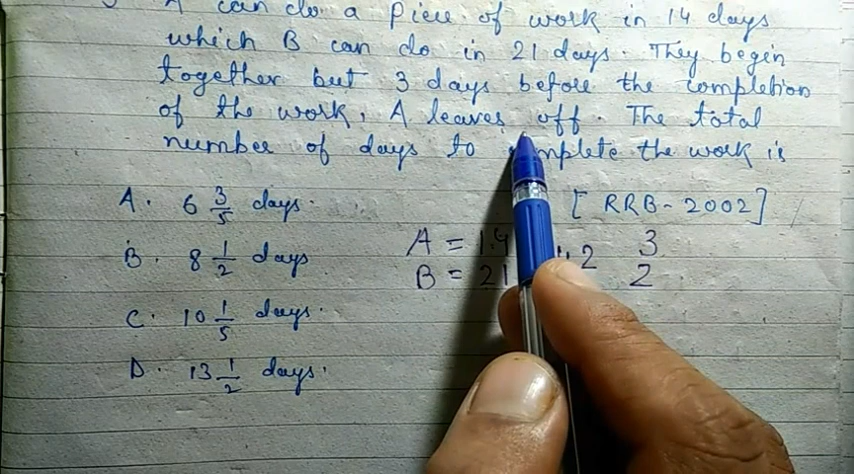 A can do a piece of work in 14 days
which B can do in 21 days. They begin
together but 3 days before the completion
of the work, A leaves off. The total
number of days to the work is
A. 6 3/5 days.
[ RRB - 2002 ]
B. 8 1/2 days
C. 10 1/5 days.
D. 13 1/2 days.
A = 14 3
B = 21 2